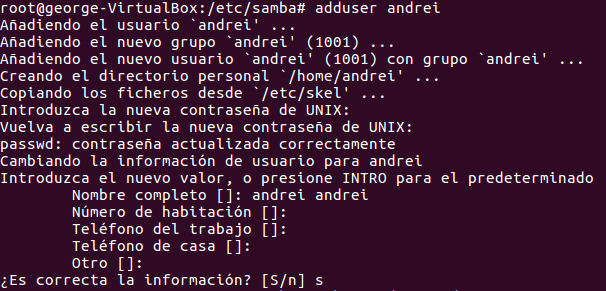 root@george-VirtualBox:/etc/samba# adduser andrei
Añadiendo el usuario `andrei' ...
Añadiendo el nuevo grupo `andrei' (1001) ...
Añadiendo el nuevo usuario `andrei' (1001) con grupo `andrei' ...
Creando el directorio personal `/home/andrei' ...
Copiando los ficheros desde `/etc/skel' ...
Introduzca la nueva contraseña de UNIX:
Vuelva a escribir la nueva contraseña de UNIX:
passwd: contraseña actualizada correctamente
Cambiando la información de usuario para andrei
Introduzca el nuevo valor, o presione INTRO para el predeterminado
        Nombre completo []: andrei andrei
        Número de habitación []:
        Teléfono del trabajo []:
        Teléfono de casa []:
        Otro []:
¿Es correcta la información? [S/n] s